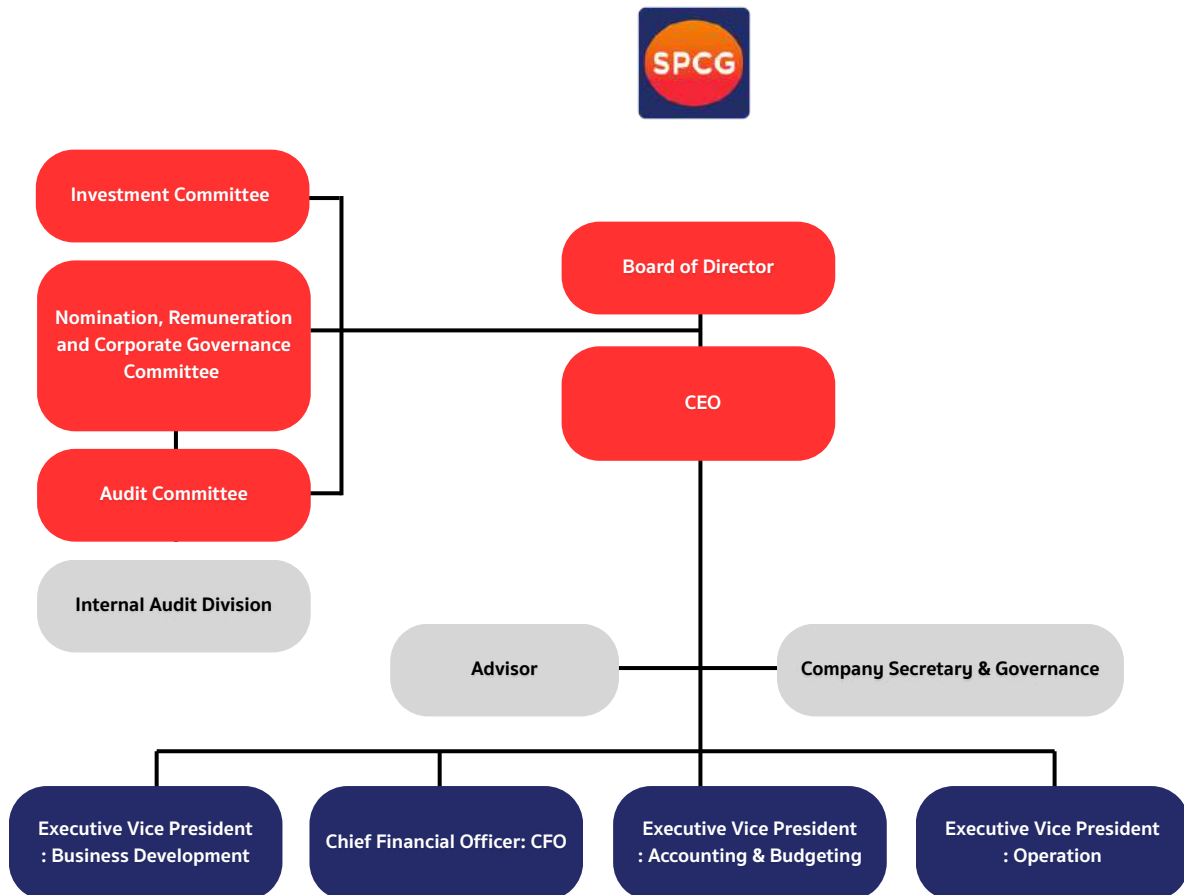 SPCG
Investment Committee
Board of Director
Nomination, Remuneration
and Corporate Governance
Committee
CEO
Audit Committee
Internal Audit Division
Advisor
Company Secretary & Governance
Executive Vice President
: Business Development
Chief Financial Officer: CFO
Executive Vice President
: Accounting & Budgeting
Executive Vice President
: Operation